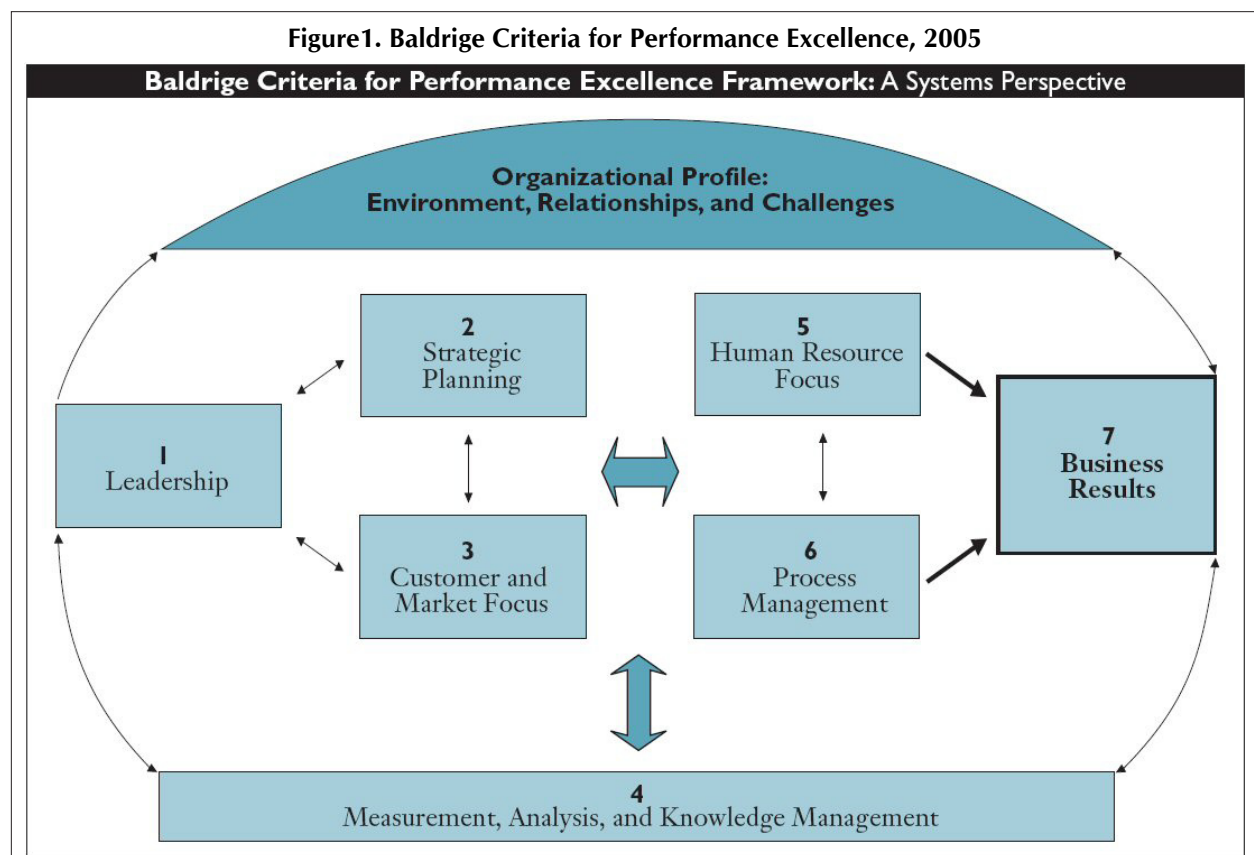 Figure1. Baldrige Criteria for Performance Excellence, 2005
Baldrige Criteria for Performance Excellence Framework: A Systems Perspective
Organizational Profile:
Environment, Relationships, and Challenges
2
Strategic
Planning
5
Human Resource
Focus
1
Leadership
7
Business
Results
3
Customer and
Market Focus
6
Process
Management
4
Measurement, Analysis, and Knowledge Management